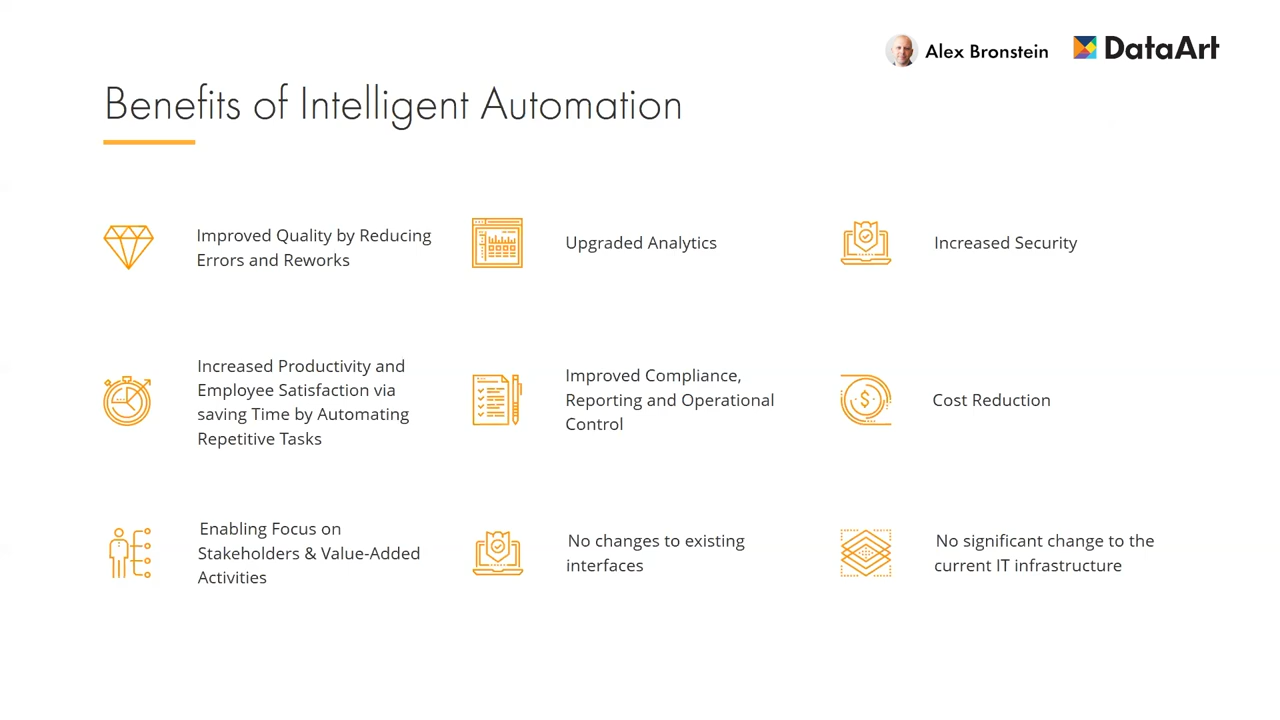 Alex Bronstein
DataArt
Benefits of Intelligent Automation
Improved Quality by Reducing
Errors and Reworks
Upgraded Analytics
Increased Security
Increased Productivity and
Employee Satisfaction via
saving Time by Automating
Repetitive Tasks
Improved Compliance,
Reporting and Operational
Control
Cost Reduction
Enabling Focus on
Stakeholders & Value-Added
Activities
No changes to existing
interfaces
No significant change to the
current IT infrastructure